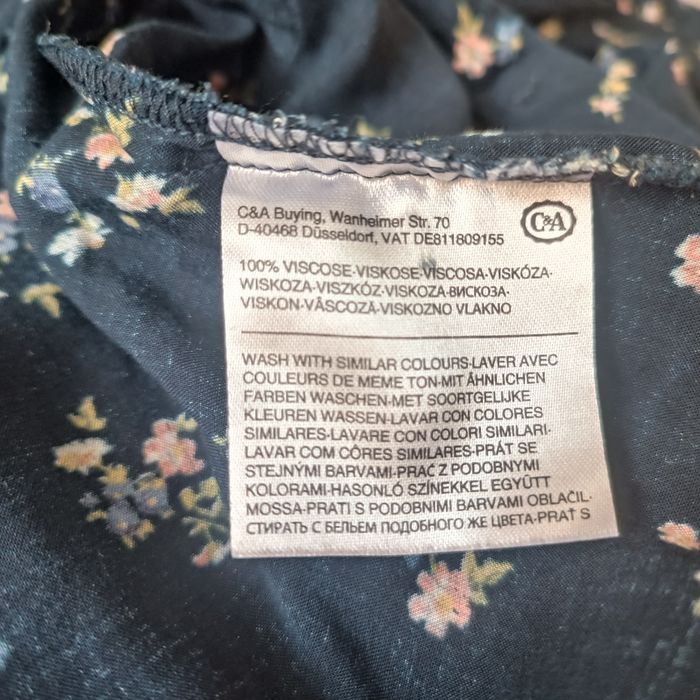 C&A Buying, Wanheimer Str. 70
D-40468 Düsseldorf, VAT DE811809155
C&A
100% VISCOSE-VISKOSE-VISCOSA-VISKÓZA-
WISKOZA-VISZKÓZ-VISKOZA-ВИСКОЗА-
VISKON-VÂSCOZĂ-VISKOZNO VLAKNO
WASH WITH SIMILAR COLOURS-LAVER AVEC
COULEURS DE MEME TON-MIT ÄHNLICHEN
FARBEN WASCHEN-MET SOORTGELIJKE
KLEUREN WASSEN-LAVAR CON COLORES
SIMILARES-LAVARE CON COLORI SIMILARI-
LAVAR COM CÔRES SIMILARES-PRÁT SE
STEJNÝMI BARVAMI-PRAĆ Z PODOBNYMI
KOLORAMI-HASONLÓ SZÍNEKKEL EGYÜTT
MOSSA-PRATI S PODOBNIMI BARVAMI OBLAČIL-
СТИРАТЬ С БЕЛЬЕМ ПОДОБНОГО ЖЕ ЦВЕТА-PRAŤ S